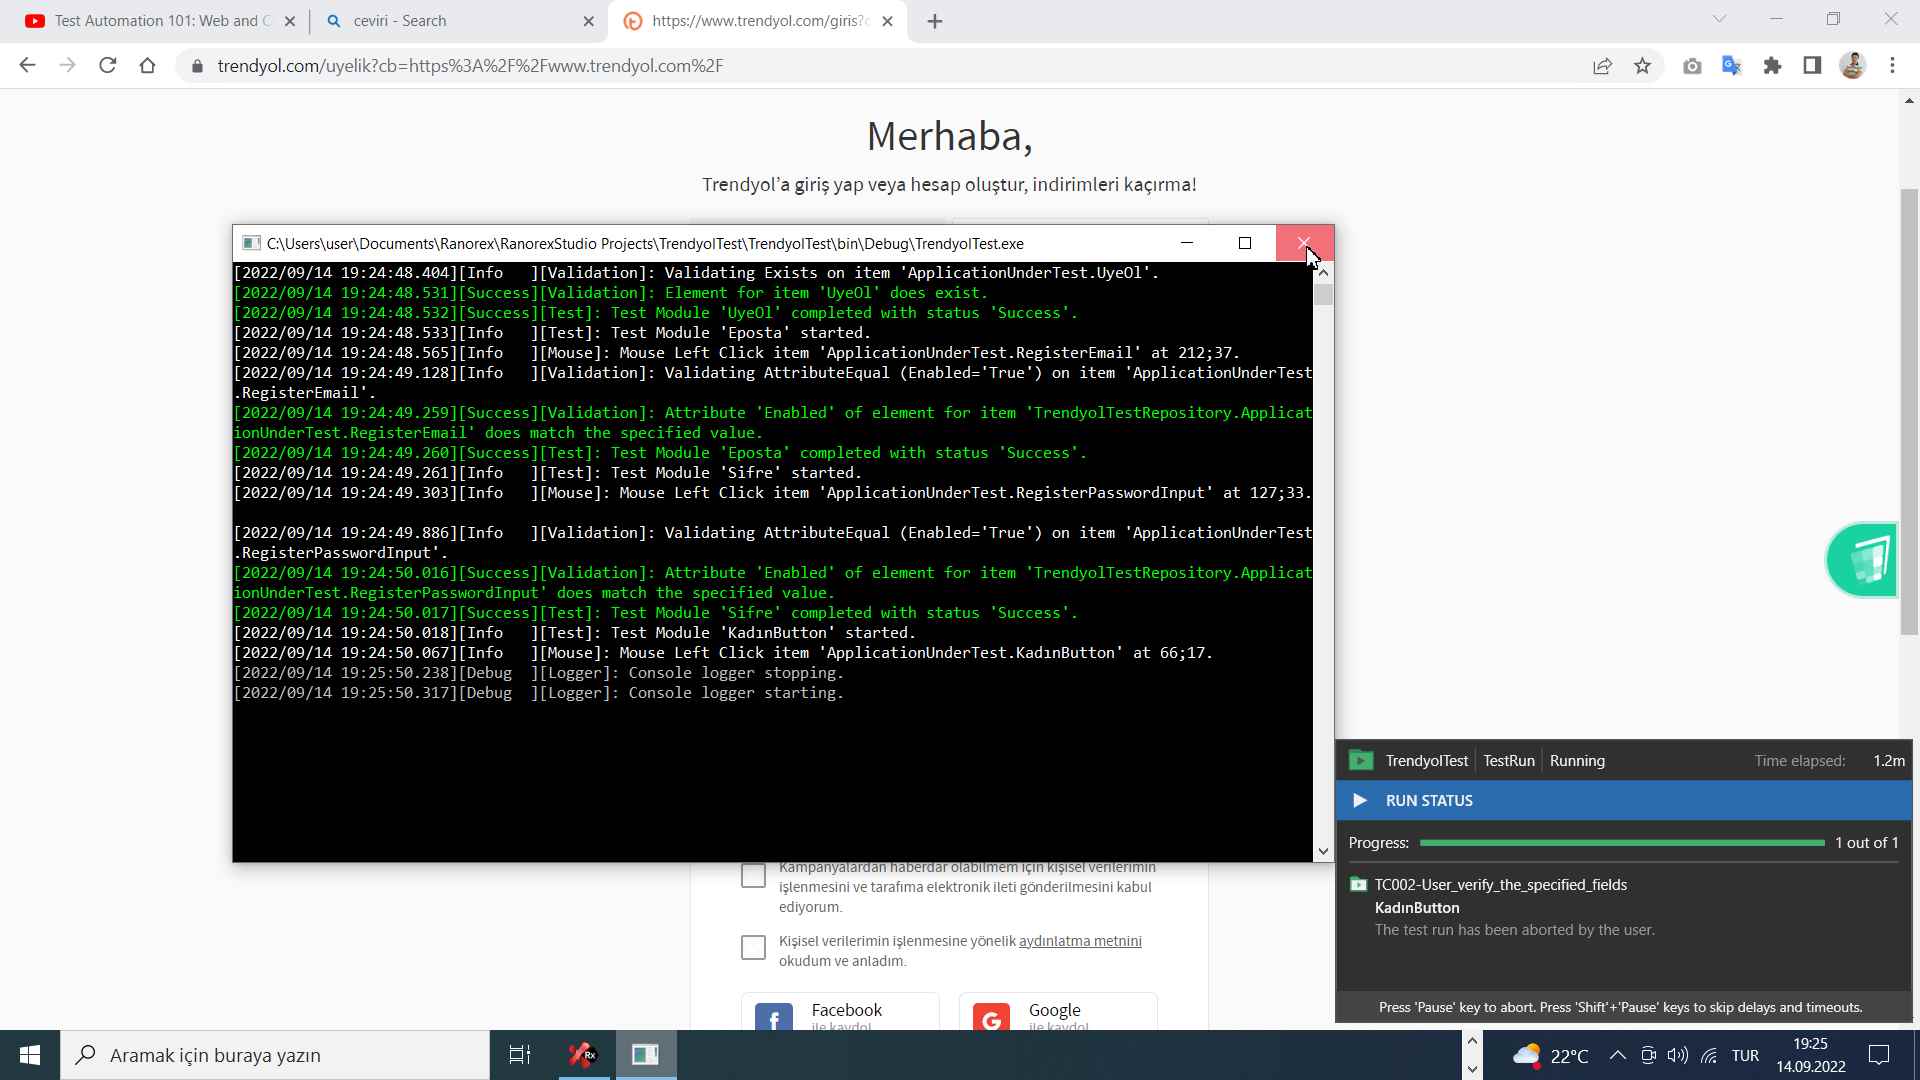 Test Automation 101: Web and C
ceviri - Search
https://www.trendyol.com/giris?c
trendyol.com/uyelik?cb=https%3A%2F%2Fwww.trendyol.com%2F
Merhaba,
Trendyol’a giriş yap veya hesap oluştur, indirimleri kaçırma!
C:\Users\user\Documents\Ranorex\RanorexStudio Projects\TrendyolTest\TrendyolTest\bin\Debug\TrendyolTest.exe
[2022/09/14 19:24:48.404][Info   ][Validation]: Validating Exists on item 'ApplicationUnderTest.UyeOl'.
[2022/09/14 19:24:48.531][Success][Validation]: Element for item 'UyeOl' does exist.
[2022/09/14 19:24:48.532][Success][Test]: Test Module 'UyeOl' completed with status 'Success'.
[2022/09/14 19:24:48.533][Info   ][Test]: Test Module 'Eposta' started.
[2022/09/14 19:24:48.565][Info   ][Mouse]: Mouse Left Click item 'ApplicationUnderTest.RegisterEmail' at 212;37.
[2022/09/14 19:24:49.128][Info   ][Validation]: Validating AttributeEqual (Enabled='True') on item 'ApplicationUnderTest
.RegisterEmail'.
[2022/09/14 19:24:49.259][Success][Validation]: Attribute 'Enabled' of element for item 'TrendyolTestRepository.Applicat
ionUnderTest.RegisterEmail' does match the specified value.
[2022/09/14 19:24:49.260][Success][Test]: Test Module 'Eposta' completed with status 'Success'.
[2022/09/14 19:24:49.261][Info   ][Test]: Test Module 'Sifre' started.
[2022/09/14 19:24:49.303][Info   ][Mouse]: Mouse Left Click item 'ApplicationUnderTest.RegisterPasswordInput' at 127;33.
[2022/09/14 19:24:49.886][Info   ][Validation]: Validating AttributeEqual (Enabled='True') on item 'ApplicationUnderTest
.RegisterPasswordInput'.
[2022/09/14 19:24:50.016][Success][Validation]: Attribute 'Enabled' of element for item 'TrendyolTestRepository.Applicat
ionUnderTest.RegisterPasswordInput' does match the specified value.
[2022/09/14 19:24:50.017][Success][Test]: Test Module 'Sifre' completed with status 'Success'.
[2022/09/14 19:24:50.018][Info   ][Test]: Test Module 'KadınButton' started.
[2022/09/14 19:24:50.067][Info   ][Mouse]: Mouse Left Click item 'ApplicationUnderTest.KadınButton' at 66;17.
[2022/09/14 19:25:50.238][Debug  ][Logger]: Console logger stopping.
[2022/09/14 19:25:50.317][Debug  ][Logger]: Console logger starting.
Kampanyalardan haberdar olabilmem için kişisel verilerimin
işlenmesini ve tarafıma elektronik ileti gönderilmesini kabul
ediyorum.
Kişisel verilerimin işlenmesine yönelik aydınlatma metnini
okudum ve anladım.
Facebook
ile kaydol
Google
ile kaydol
TrendyolTest TestRun Running Time elapsed: 1.2m
RUN STATUS
Progress: 1 out of 1
TC002-User_verify_the_specified_fields
KadınButton
The test run has been aborted by the user.
Press 'Pause' key to abort. Press 'Shift'+'Pause' keys to skip delays and timeouts.
Aramak için buraya yazın
Rx
22°C
TUR
19:25
14.09.2022